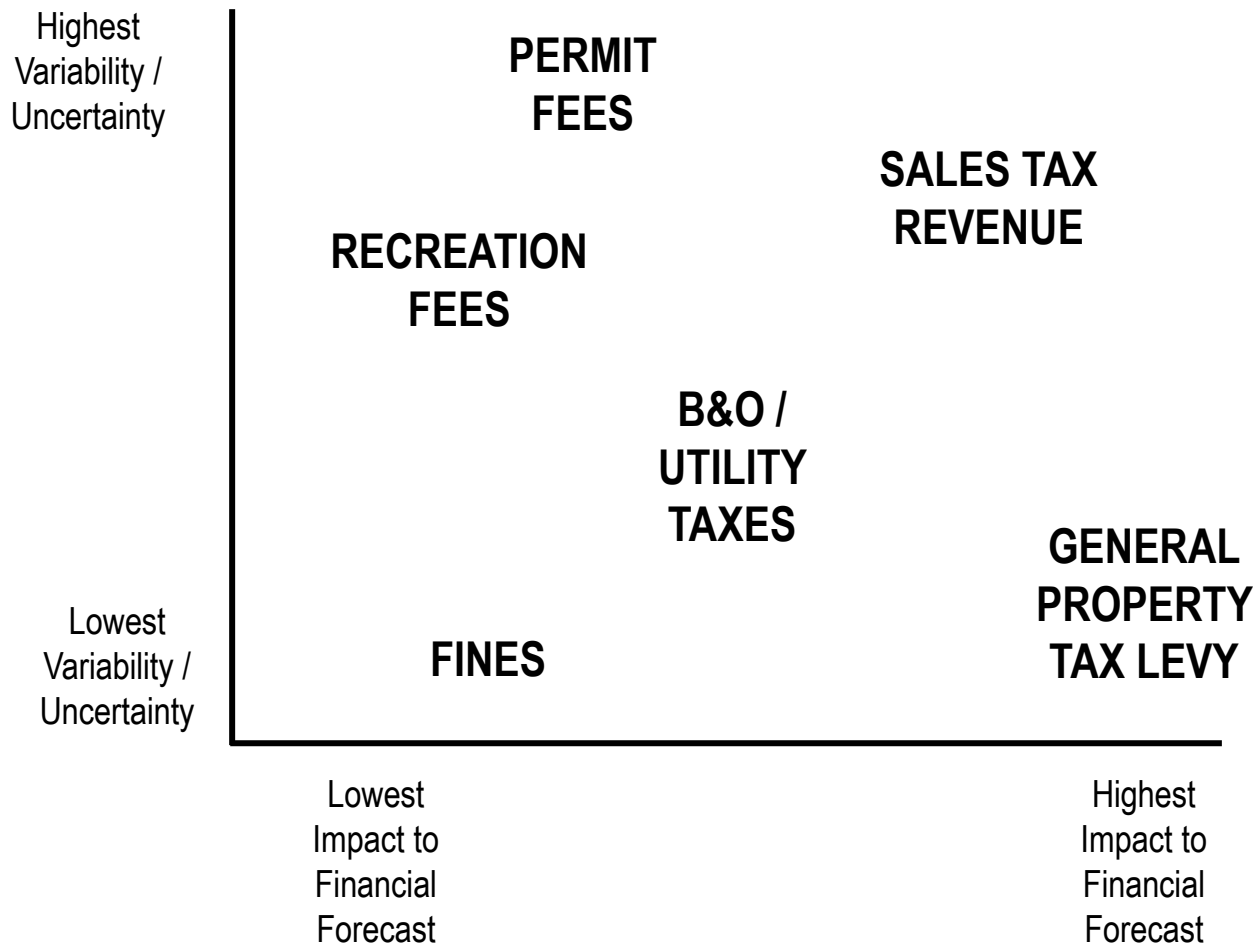 Highest
Variability /
Uncertainty
PERMIT
FEES
SALES TAX
REVENUE
RECREATION
FEES
B&O /
UTILITY
TAXES
GENERAL
PROPERTY
TAX LEVY
Lowest
Variability /
Uncertainty
FINES
Lowest
Impact to
Financial
Forecast
Highest
Impact to
Financial
Forecast